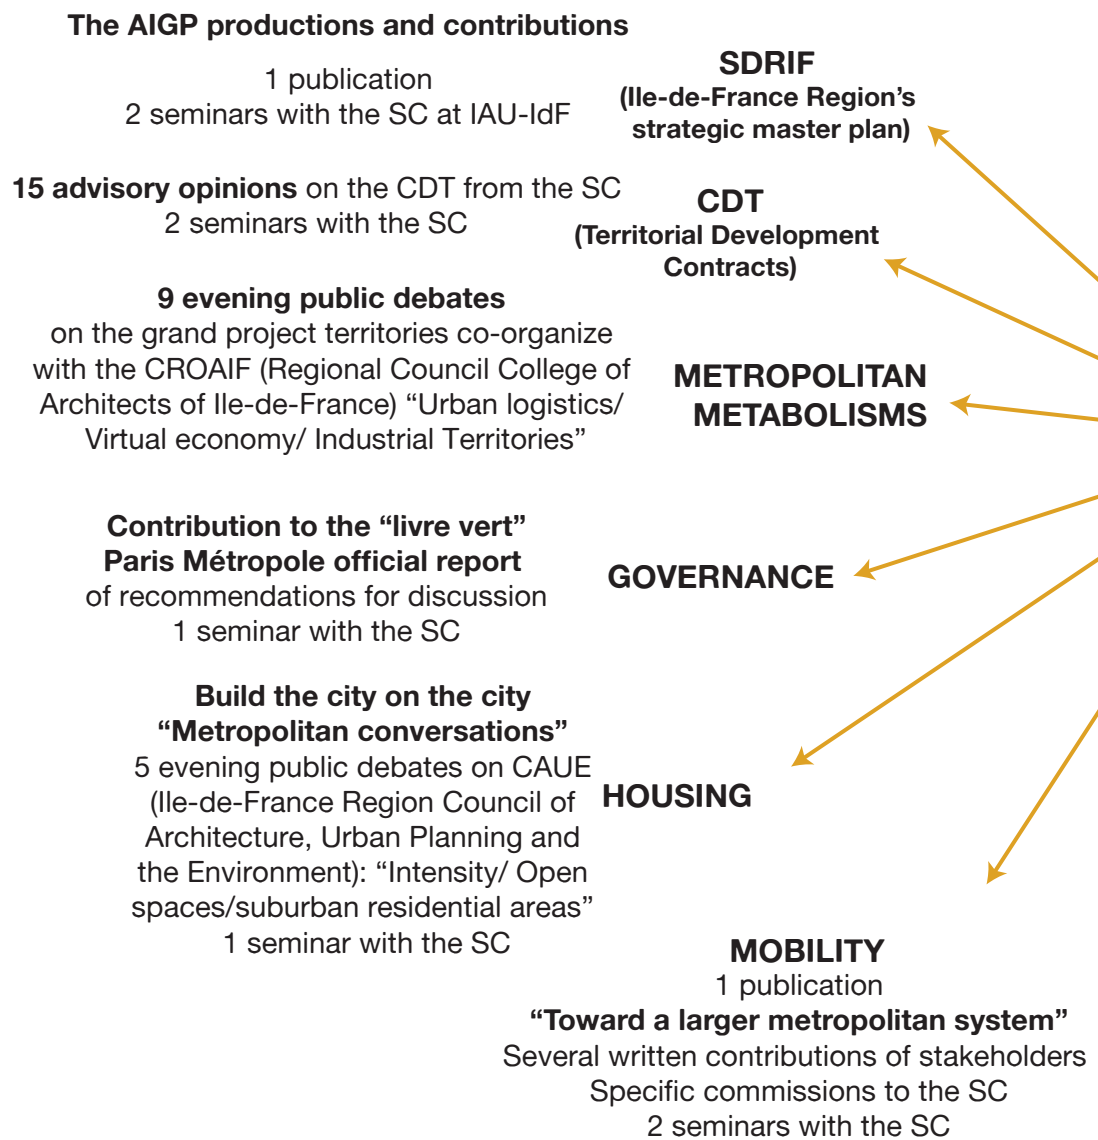 The AIGP productions and contributions
1 publication
2 seminars with the SC at IAU-IdF
SDRIF
(Ile-de-France Region’s
strategic master plan)
15 advisory opinions on the CDT from the SC
2 seminars with the SC
CDT
(Territorial Development
Contracts)
9 evening public debates
on the grand project territories co-organize
with the CROAIF (Regional Council College of
Architects of Ile-de-France) “Urban logistics/
Virtual economy/ Industrial Territories”
METROPOLITAN
METABOLISMS
Contribution to the “livre vert”
Paris Métropole official report
of recommendations for discussion
1 seminar with the SC
GOVERNANCE
Build the city on the city
“Metropolitan conversations”
5 evening public debates on CAUE
(Ile-de-France Region Council of
Architecture, Urban Planning and
the Environment): “Intensity/ Open
spaces/suburban residential areas”
1 seminar with the SC
HOUSING
MOBILITY
1 publication
“Toward a larger metropolitan system”
Several written contributions of stakeholders
Specific commissions to the SC
2 seminars with the SC